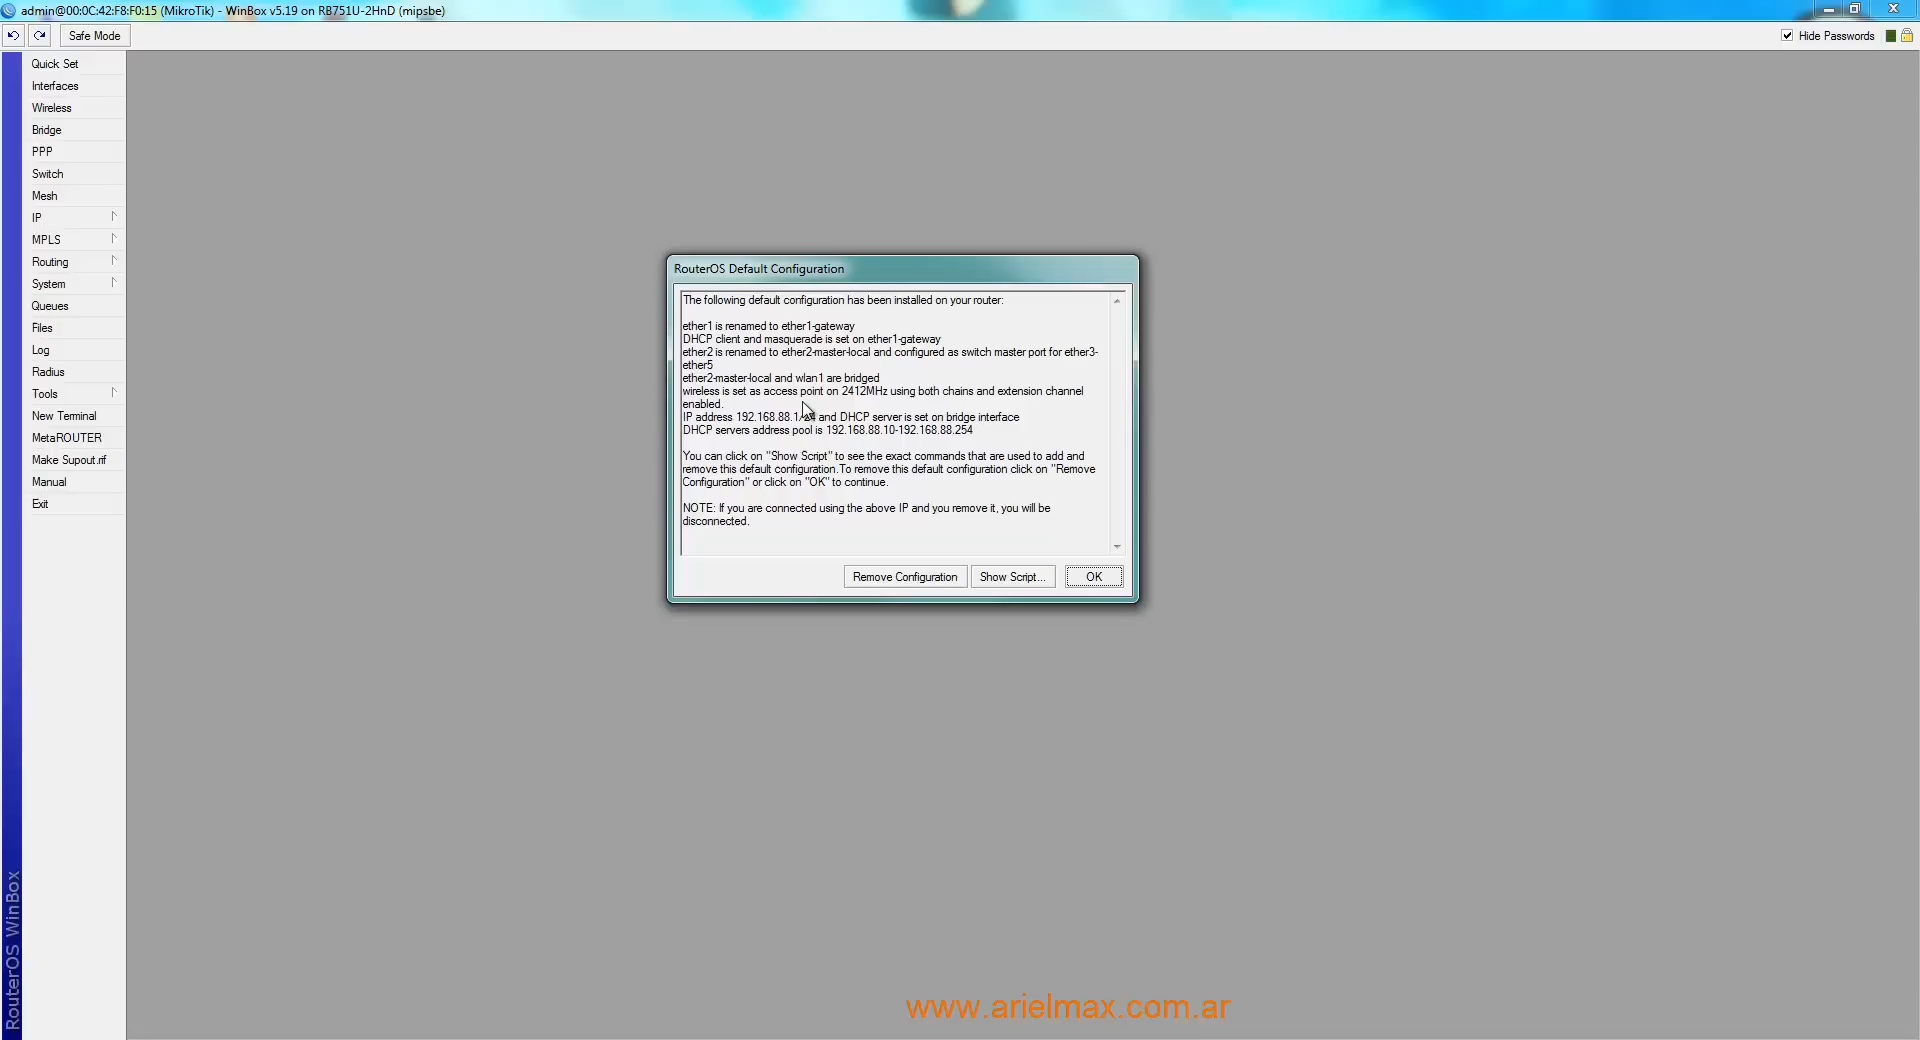 admin@00:0C:42:F8:F0:15 (MikroTik) - WinBox v5.19 on RB751U-2HnD (mipsbe)
Safe Mode
Hide Passwords
Quick Set
Interfaces
Wireless
Bridge
PPP
Switch
Mesh
IP
MPLS
Routing
System
Queues
Files
Log
Radius
Tools
New Terminal
MetaROUTER
Make Supout.rif
Manual
Exit
RouterOS WinBox
RouterOS Default Configuration
The following default configuration has been installed on your router:
ether1 is renamed to ether1-gateway
DHCP client and masquerade is set on ether1-gateway
ether2 is renamed to ether2-master-local and configured as switch master port for ether3-
ether5
ether2-master-local and wlan1 are bridged
wireless is set as access point on 2412MHz using both chains and extension channel
enabled.
IP address 192.168.88.1/24 and DHCP server is set on bridge interface
DHCP servers address pool is 192.168.88.10-192.168.88.254
You can click on "Show Script" to see the exact commands that are used to add and
remove this default configuration.To remove this default configuration click on "Remove
Configuration" or click on "OK" to continue.
NOTE: If you are connected using the above IP and you remove it, you will be
disconnected.
Remove Configuration
Show Script...
OK
www.arielmax.com.ar